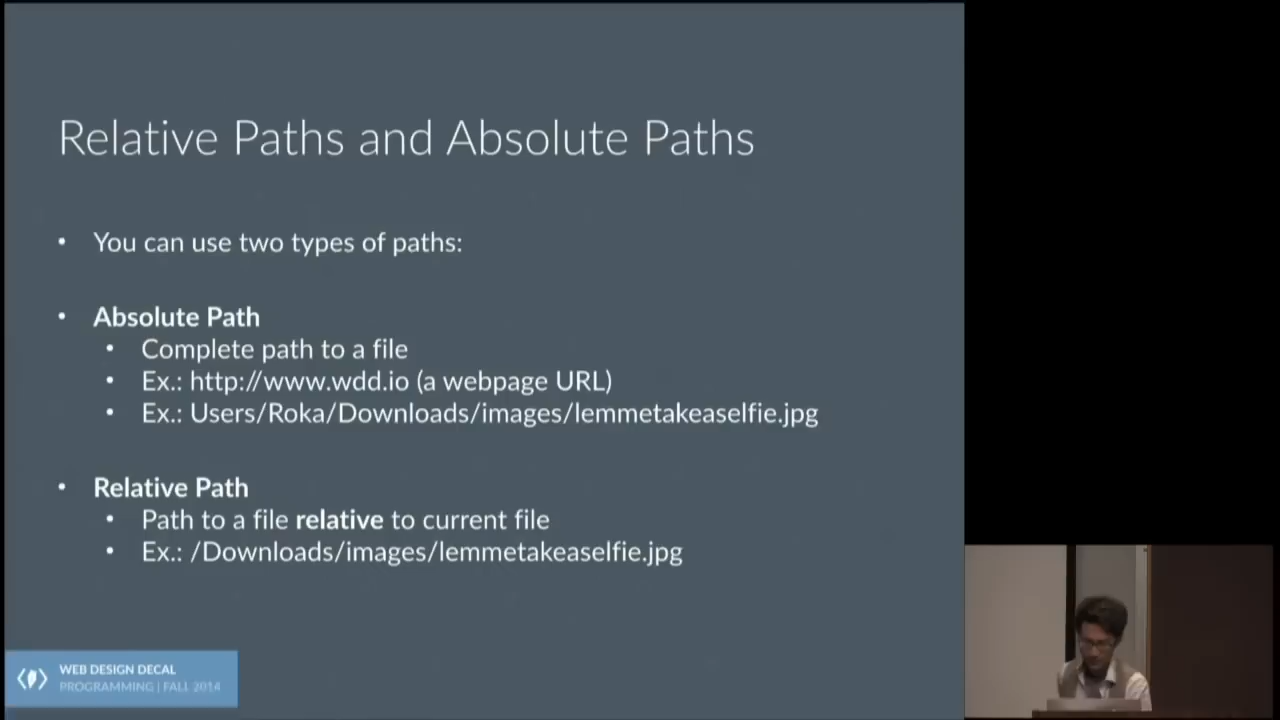 Relative Paths and Absolute Paths
• You can use two types of paths:
• Absolute Path
• Complete path to a file
• Ex.: http://www.wdd.io (a webpage URL)
• Ex.: Users/Roka/Downloads/images/lemmetakeaselfie.jpg
• Relative Path
• Path to a file relative to current file
• Ex.: /Downloads/images/lemmetakeaselfie.jpg
WEB DESIGN DECAL
PROGRAMMING | FALL 2014